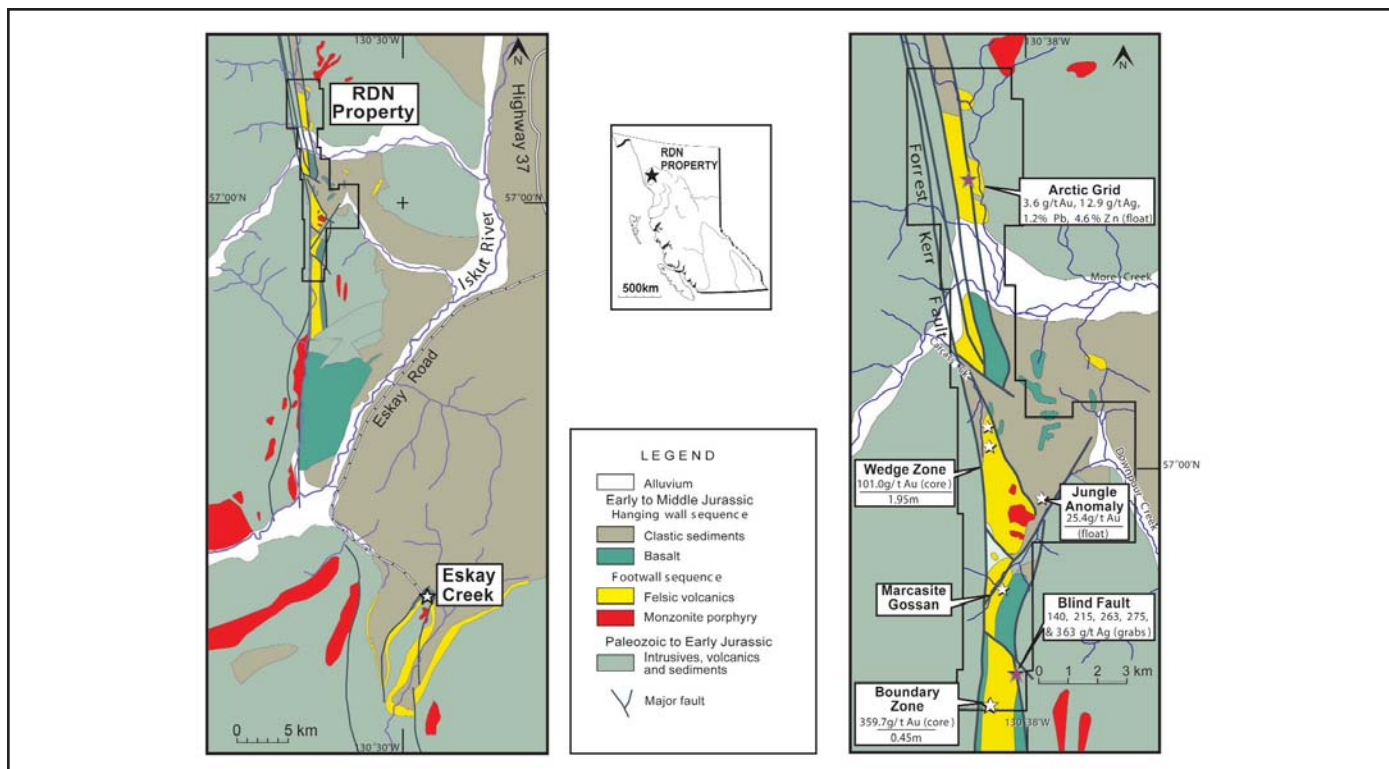 130°30'W
N
RDN
Property
Highway 37
57°00'N
Iskut River
Eskay Road
Eskay
Creek
0 5 km
130°30'W
RDN
PROPERTY
500km
LEGEND
Alluvium
Early to Middle Jurassic
Hanging wall sequence
Clastic sediments
Basalt
Footwall sequence
Felsic volcanics
Monzonite porphyry
Paleozoic to Early Jurassic
Intrusives, volcanics
and sediments
Major fault
130°38'W
N
Forrest Kerr Fault
Arctic Grid
3.6 g/t Au, 12.9 g/t Ag,
1.2% Pb, 4.6% Zn (float)
More Creek
Downpour Creek
57°00'N
Wedge Zone
101.0g/t Au (core)
1.95m
Jungle
Anomaly
25.4g/t Au
(float)
Marcasite
Gossan
Blind Fault
140, 215, 263, 275,
& 363 g/t Ag (grabs)
0 1 2 3 km
Boundary
Zone
359.7g/t Au (core)
0.45m
130°38'W